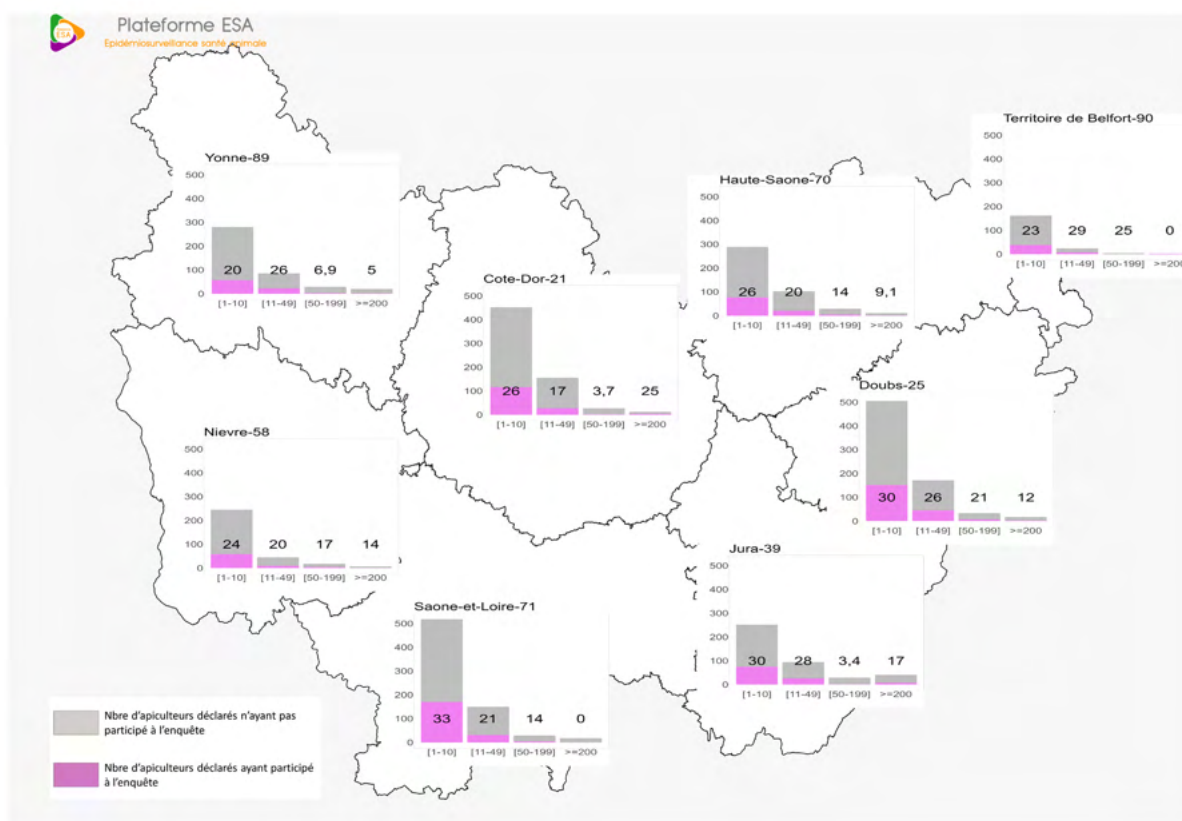 Plateforme ESA
ESA
Epidémiosurveillance santé animale
Territoire de Belfort-90
500
400
300
200
100
0
23 29 25 0
[1-10] [11-49] [50-199] >=200
Yonne-89
500
400
300
200
100
0
20 26 6,9 5
[1-10] [11-49] [50-199] >=200
Haute-Saone-70
500
400
300
200
100
0
26 20 14 9,1
[1-10] [11-49] [50-199] >=200
Cote-Dor-21
500
400
300
200
100
0
26 17 3,7 25
[1-10] [11-49] [50-199] >=200
Doubs-25
500
400
300
200
100
0
30 26 21 12
[1-10] [11-49] [50-199] >=200
Nievre-58
500
400
300
200
100
0
24 20 17 14
[1-10] [11-49] [50-199] >=200
Jura-39
500
400
300
200
100
0
30 28 3,4 17
[1-10] [11-49] [50-199] >=200
Saone-et-Loire-71
500
400
300
200
100
0
33 21 14 0
[1-10] [11-49] [50-199] >=200
Nbre d'apiculteurs déclarés n'ayant pas
participé à l'enquête
Nbre d'apiculteurs déclarés ayant participé
à l'enquête